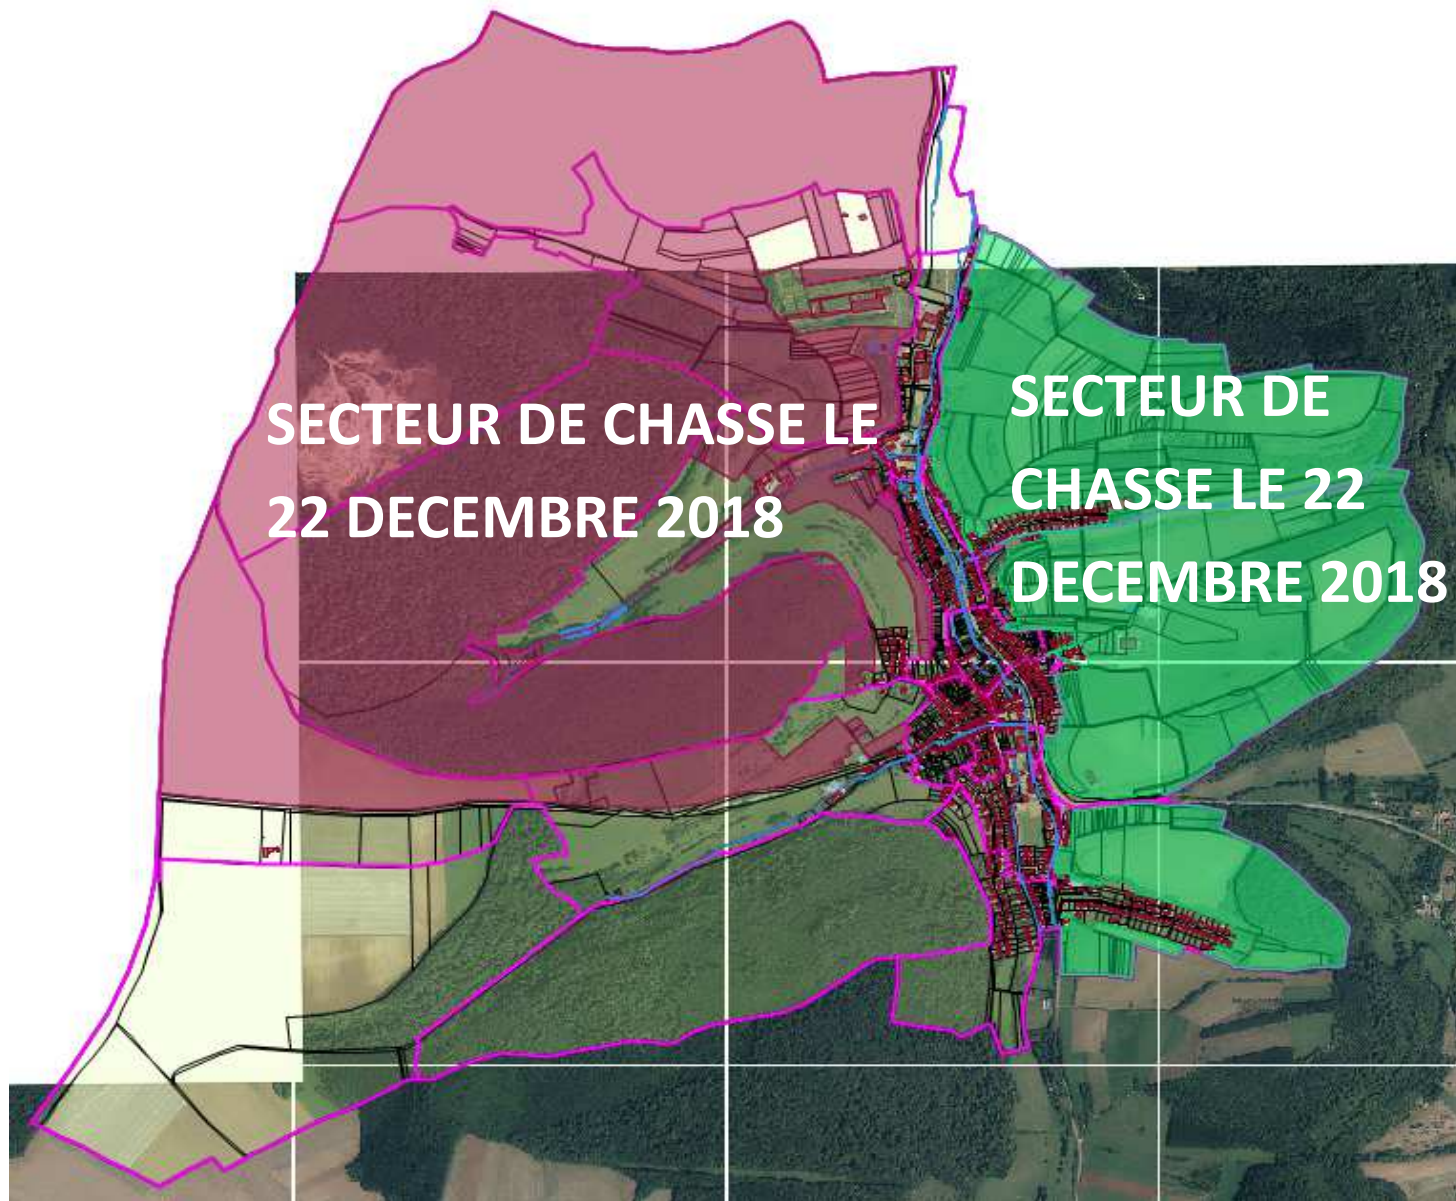 SECTEUR DE CHASSE LE
22 DECEMBRE 2018
SECTEUR DE
CHASSE LE 22
DECEMBRE 2018